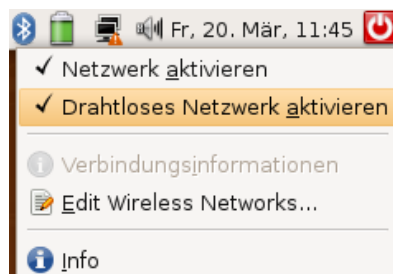 Fr, 20. Mär, 11:45
Netzwerk aktivieren
Drahtloses Netzwerk aktivieren
Verbindungsinformationen
Edit Wireless Networks...
Info